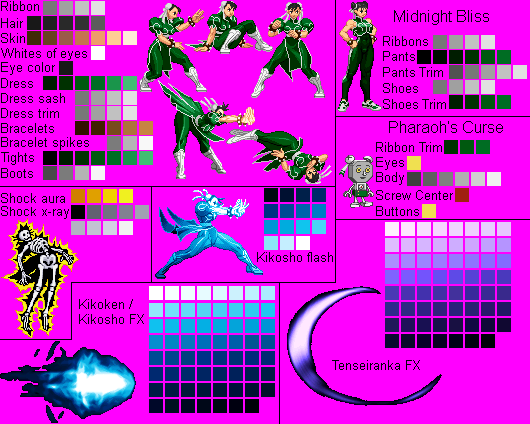 Ribbon
Hair
Skin
Whites of eyes
Eye color
Dress
Dress sash
Dress trim
Bracelets
Bracelet spikes
Tights
Boots
Midnight Bliss
Ribbons
Pants
Pants Trim
Shoes
Shoes Trim
Pharaoh's Curse
Ribbon Trim
Eyes
Body
Screw Center
Buttons
Shock aura
Shock x-ray
Kikosho flash
Kikoken /
Kikosho FX
Tenseiranka FX